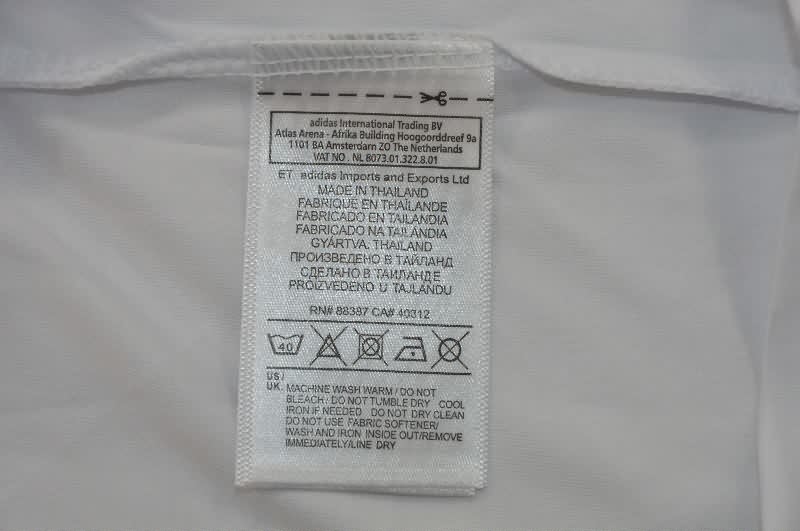 adidas International Trading BV
Atlas Arena - Afrika Building Hoogoorddreef 9a
1101 BA Amsterdam ZO The Netherlands
VAT NO . NL 8073.01.322.8.01
ET adidas Imports and Exports Ltd
MADE IN THAILAND
FABRIQUE EN THAÏLANDE
FABRICADO EN TAILANDIA
FABRICADO NA TAILÂNDIA
GYÁRTVA: THAILAND
ПРОИЗВЕДЕНО В ТАЙЛАНД
СДЕЛАНО В ТАИЛАНДЕ
PROIZVEDENO U TAJLANDU
RN# 88387 CA# 40312
40
US /
UK: MACHINE WASH WARM / DO NOT
BLEACH / DO NOT TUMBLE DRY COOL
IRON IF NEEDED DO NOT DRY CLEAN
DO NOT USE FABRIC SOFTENER/
WASH AND IRON INSIDE OUT/REMOVE
IMMEDIATELY/LINE DRY